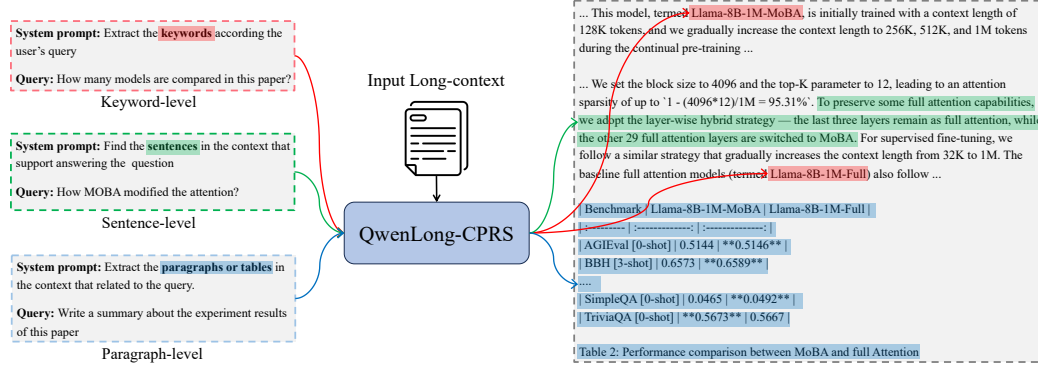 System prompt: Extract the keywords according the
user's query
Query: How many models are compared in this paper?
Keyword-level
System prompt: Find the sentences in the context that
support answering the question
Query: How MOBA modified the attention?
Sentence-level
System prompt: Extract the paragraphs or tables in
the context that related to the query.
Query: Write a summary about the experiment results
of this paper
Paragraph-level
Input Long-context
QwenLong-CPRS
... This model, termed Llama-8B-1M-MoBA, is initially trained with a context length of
128K tokens, and we gradually increase the context length to 256K, 512K, and 1M tokens
during the continual pre-training ...
... We set the block size to 4096 and the top-K parameter to 12, leading to an attention
sparsity of up to `1 - (4096*12)/1M = 95.31%`. To preserve some full attention capabilities,
we adopt the layer-wise hybrid strategy — the last three layers remain as full attention, while
the other 29 full attention layers are switched to MoBA. For supervised fine-tuning, we
follow a similar strategy that gradually increases the context length from 32K to 1M. The
baseline full attention models (termed Llama-8B-1M-Full) also follow ...
| Benchmark | Llama-8B-1M-MoBA | Llama-8B-1M-Full |
| :--------- | :-------------: | :--------------: |
| AGIEval [0-shot] | 0.5144 | **0.5146** |
| BBH [3-shot] | 0.6573 | **0.6589** |
....
| SimpleQA [0-shot] | 0.0465 | **0.0492** |
| TriviaQA [0-shot] | **0.5673** | 0.5667 |
Table 2: Performance comparison between MoBA and full Attention